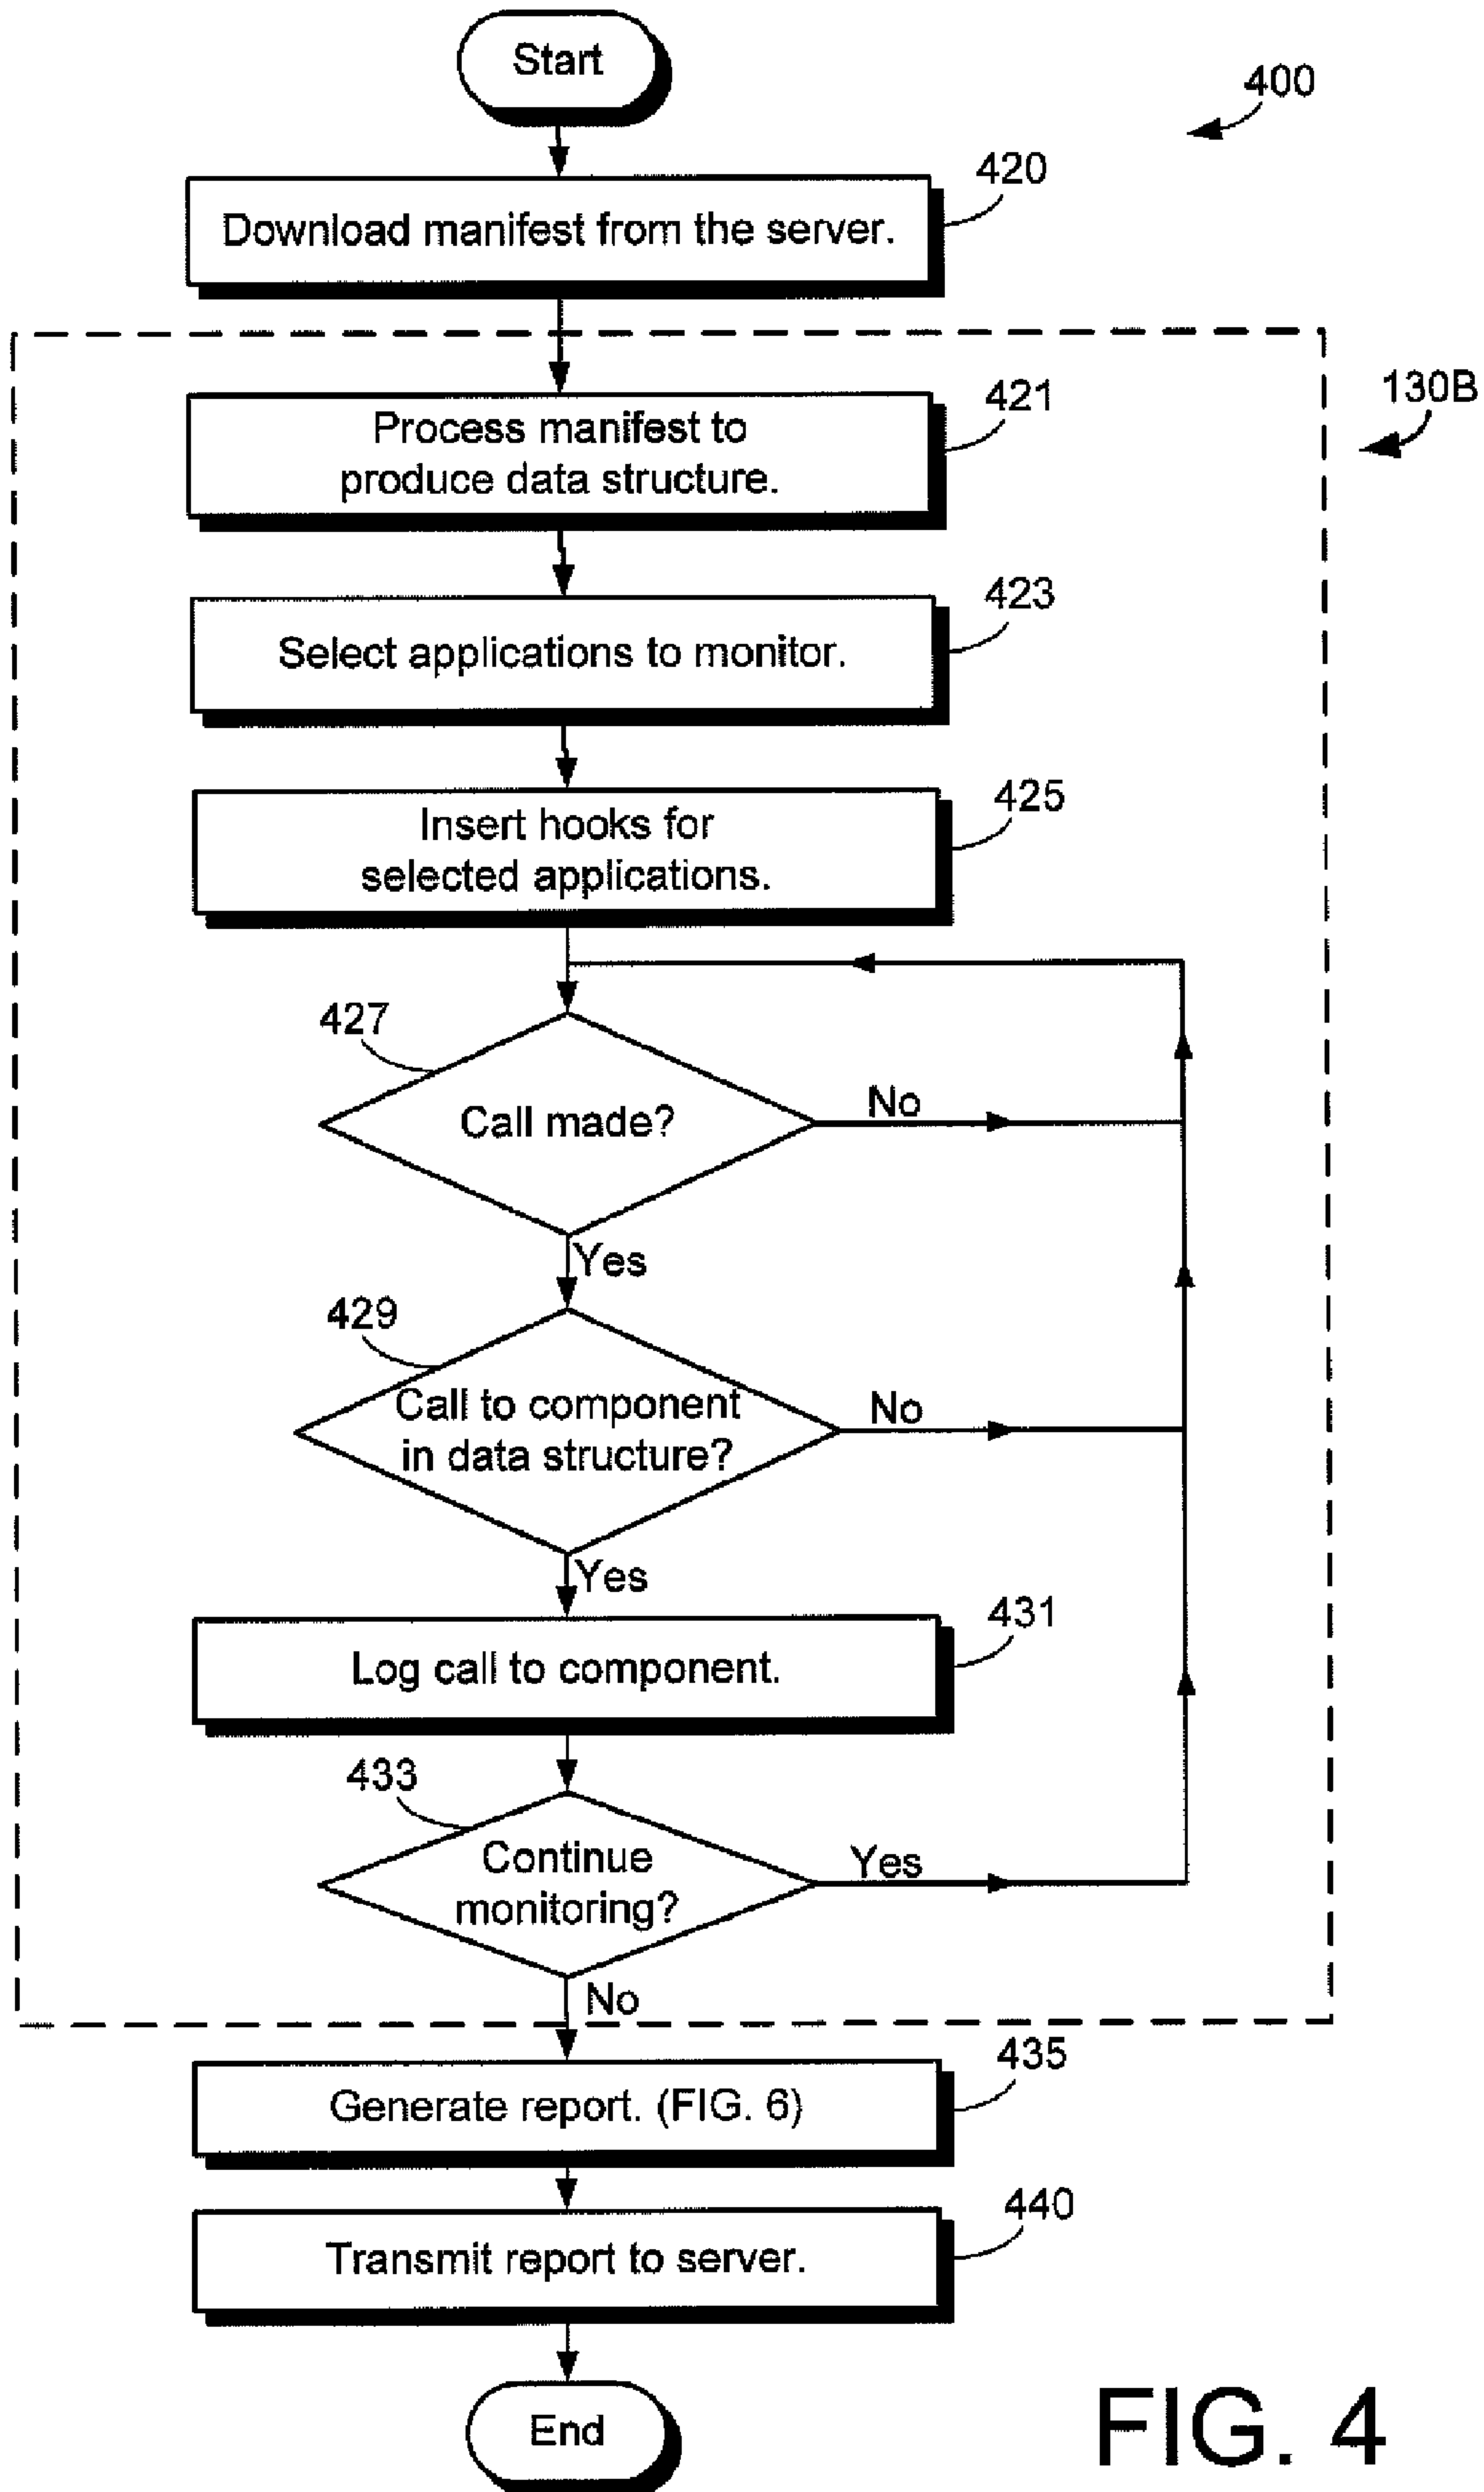 Start
400
420
Download manifest from the server.
130B
421
Process manifest to
produce data structure.
423
Select applications to monitor.
425
Insert hooks for
selected applications.
427
Call made?
No
Yes
429
Call to component
in data structure?
No
Yes
431
Log call to component.
433
Continue
monitoring?
Yes
No
435
Generate report. (FIG. 6)
440
Transmit report to server.
End
FIG. 4